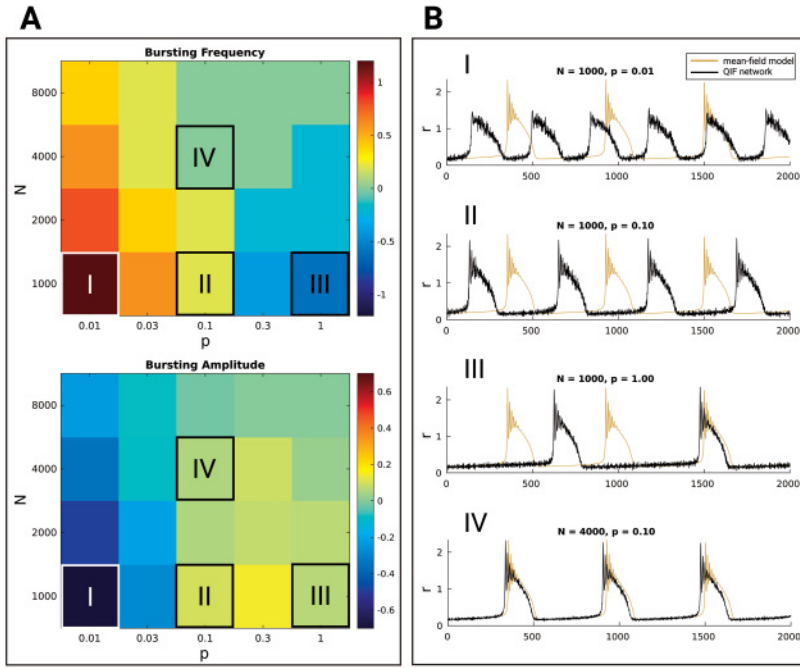 A
Bursting Frequency
8000
4000
2000
1000
N
IV
I
II
III
0.01
0.03
0.1
0.3
1
p
1
0.5
0
-0.5
-1
Bursting Amplitude
8000
4000
2000
1000
N
IV
I
II
III
0.01
0.03
0.1
0.3
1
p
0.6
0.4
0.2
0
-0.2
-0.4
-0.6
B
I
N = 1000, p = 0.01
mean-field model
QIF network
r
2
1
0
0
500
1000
1500
2000
II
N = 1000, p = 0.10
r
2
1
0
0
500
1000
1500
2000
III
N = 1000, p = 1.00
r
2
1
0
0
500
1000
1500
2000
IV
N = 4000, p = 0.10
r
2
1
0
0
500
1000
1500
2000